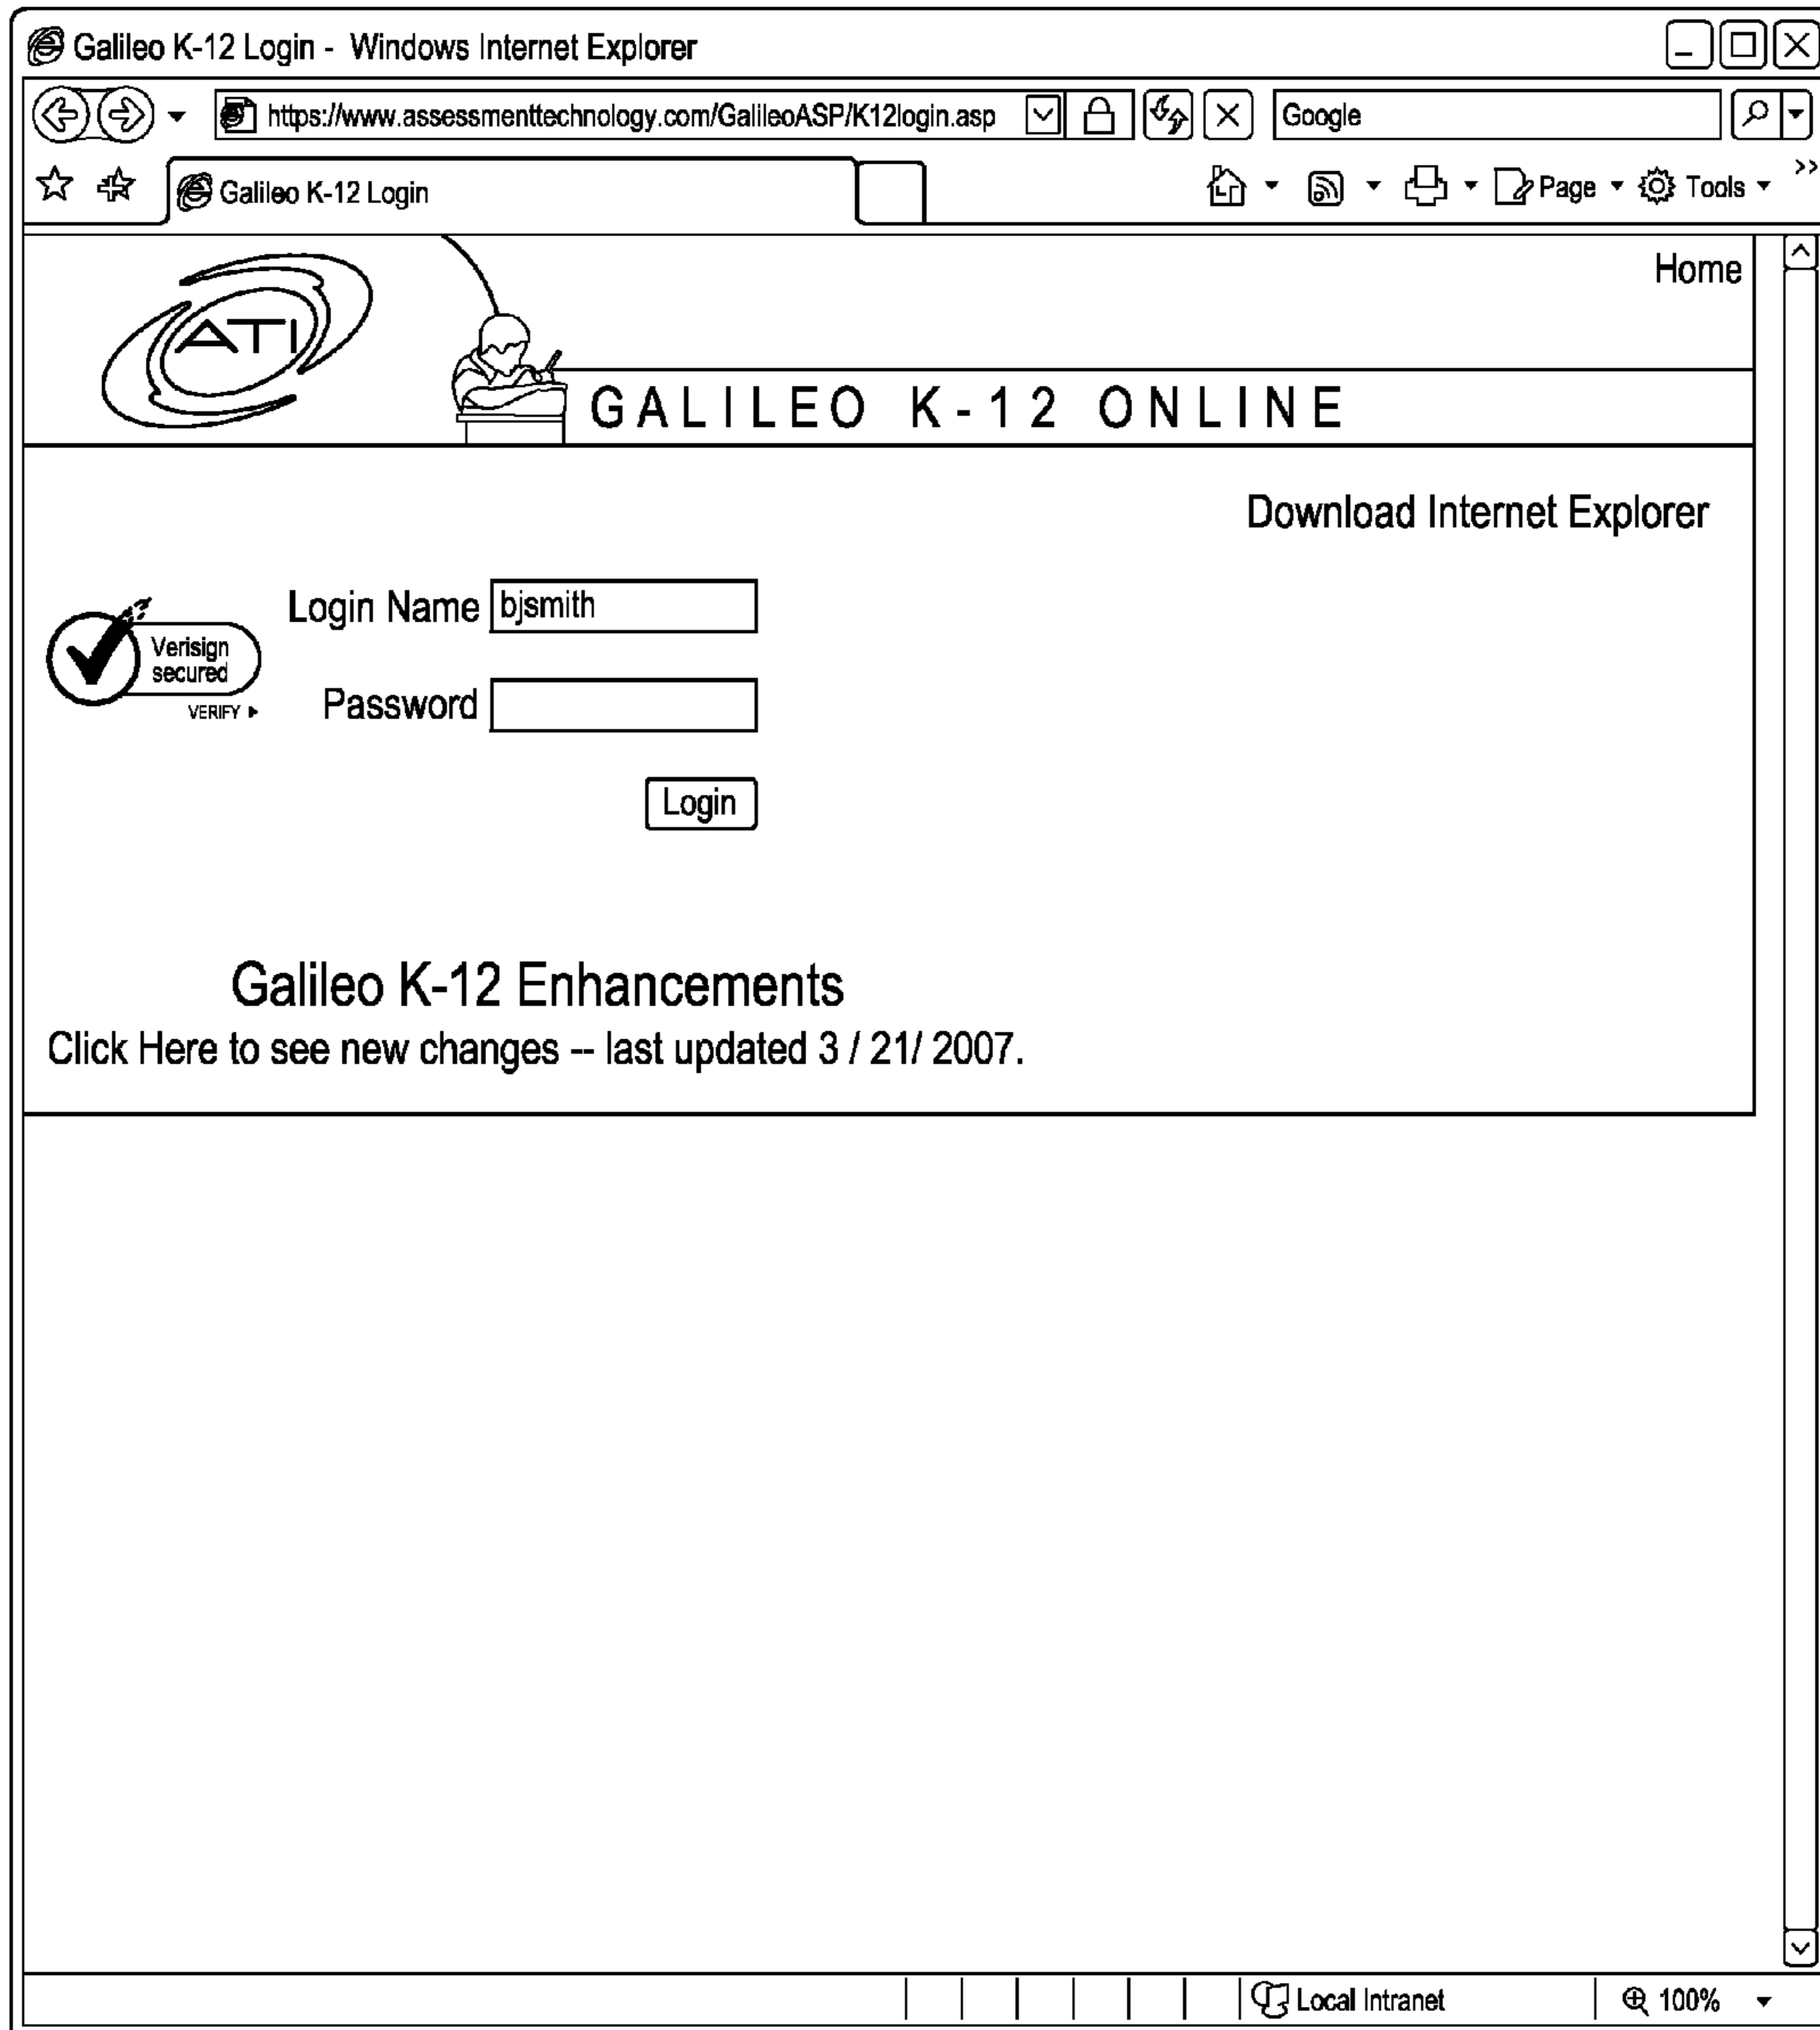 Galileo K-12 Login - Windows Internet Explorer
https://www.assessmenttechnology.com/GalileoASP/K12login.asp
Google
Galileo K-12 Login
Page
Tools
>>
Home
ATI
GALILEO K-12 ONLINE
Download Internet Explorer
Login Name bjsmith
Verisign
secured
VERIFY
Password
Login
Galileo K-12 Enhancements
Click Here to see new changes -- last updated 3 / 21/ 2007.
Local Intranet
100%